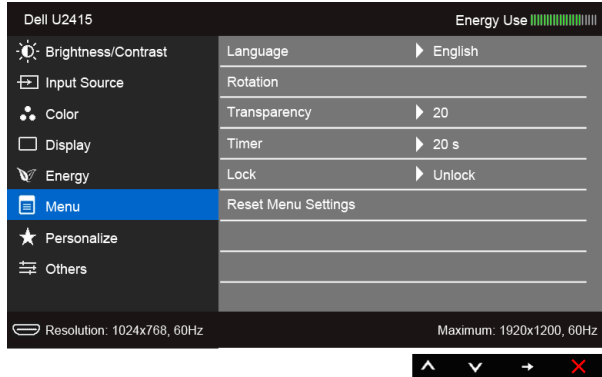 Dell U2415 Energy Use
Brightness/Contrast Language English
Input Source Rotation
Color Transparency 20
Display Timer 20 s
Energy Lock Unlock
Menu Reset Menu Settings
Personalize
Others
Resolution: 1024x768, 60Hz Maximum: 1920x1200, 60Hz